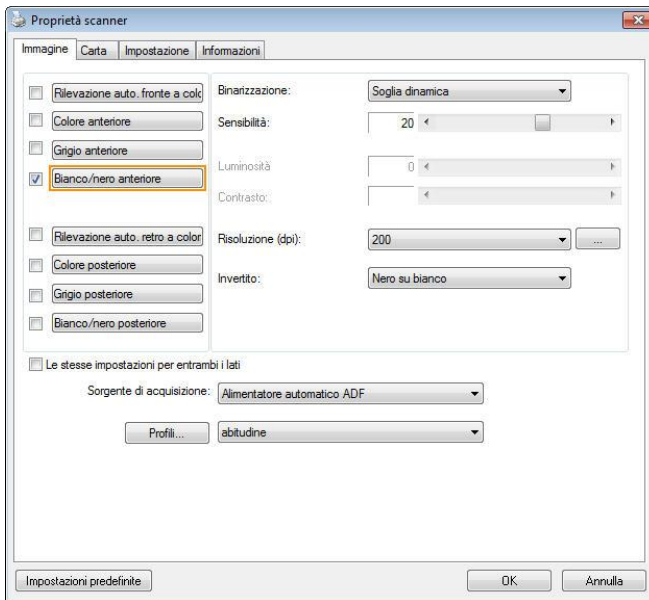 Proprietà scanner
Immagine Carta Impostazione Informazioni
Rilevazione auto. fronte a colo
Colore anteriore
Grigio anteriore
Bianco/nero anteriore
Rilevazione auto. retro a color
Colore posteriore
Grigio posteriore
Bianco/nero posteriore
Binarizzazione: Soglia dinamica
Sensibilità: 20
Luminosità 0
Contrasto:
Risoluzione (dpi): 200 ...
Invertito: Nero su bianco
Le stesse impostazioni per entrambi i lati
Sorgente di acquisizione: Alimentatore automatico ADF
Profili... abitudine
Impostazioni predefinite OK Annulla